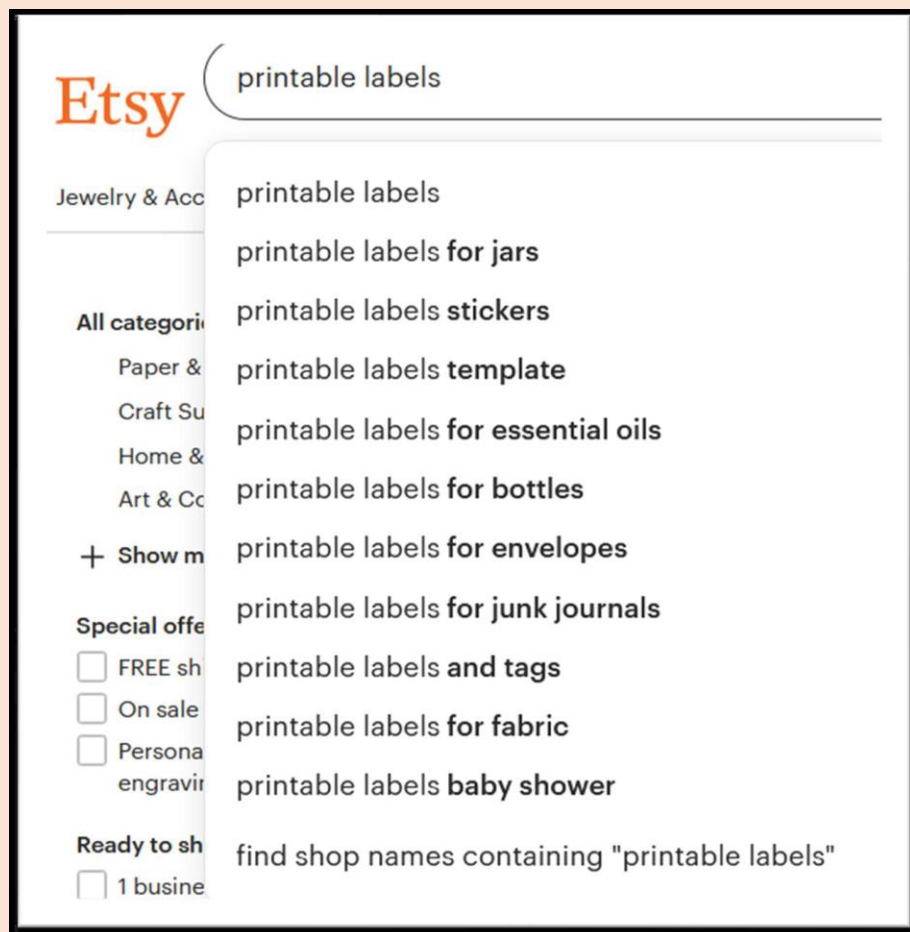 Etsy
printable labels
Jewelry & Acc
printable labels
printable labels for jars
printable labels stickers
printable labels template
printable labels for essential oils
printable labels for bottles
printable labels for envelopes
printable labels for junk journals
printable labels and tags
printable labels for fabric
printable labels baby shower
find shop names containing "printable labels"
All categori
Paper &
Craft Su
Home &
Art & Co
Show m
Special offe
FREE sh
On sale
Persona
engravin
Ready to sh
1 busine